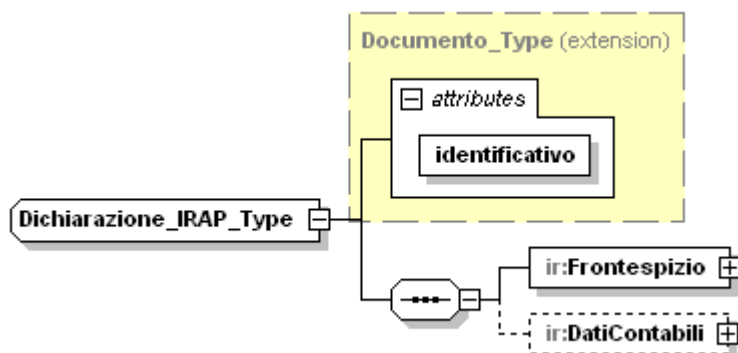 Documento_Type (extension)
attributes
identificativo
Dichiarazione_IRAP_Type
ir:Frontespizio
ir:DatiContabili